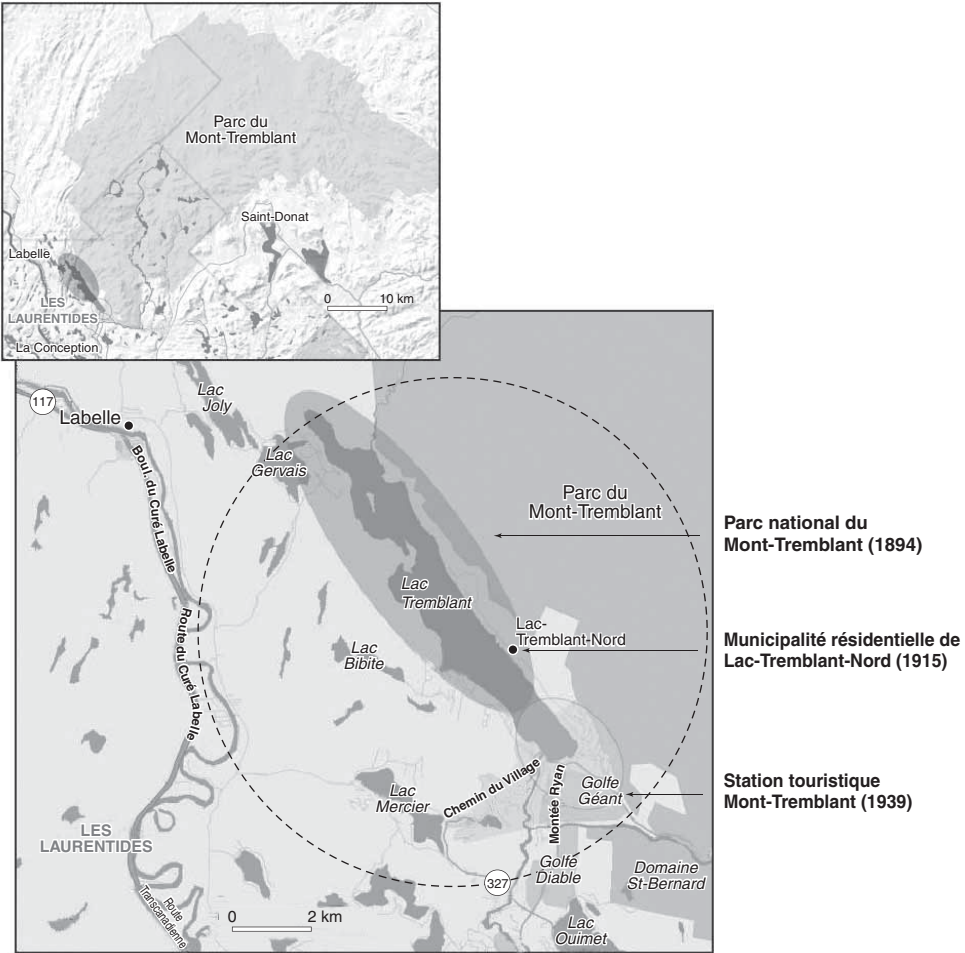 Parc du
Mont-Tremblant
Saint-Donat
Labelle
0 10 km
LES
LAURENTIDES
La Conception
117
Labelle
Lac
Joly
Lac
Gervais
Boul. du Curé Labelle
Parc du
Mont-Tremblant
Parc national du
Mont-Tremblant (1894)
Lac
Tremblant
Route du Curé Labelle
Lac-
Tremblant-Nord
Municipalité résidentielle de
Lac-Tremblant-Nord (1915)
Lac
Bibite
Chemin du Village
Montée Ryan
Golfe
Géant
Station touristique
Mont-Tremblant (1939)
Lac
Mercier
LES
LAURENTIDES
Golfe
Diable
Domaine
St-Bernard
327
Route
Transcanadienne
0 2 km
Lac
Ouimet